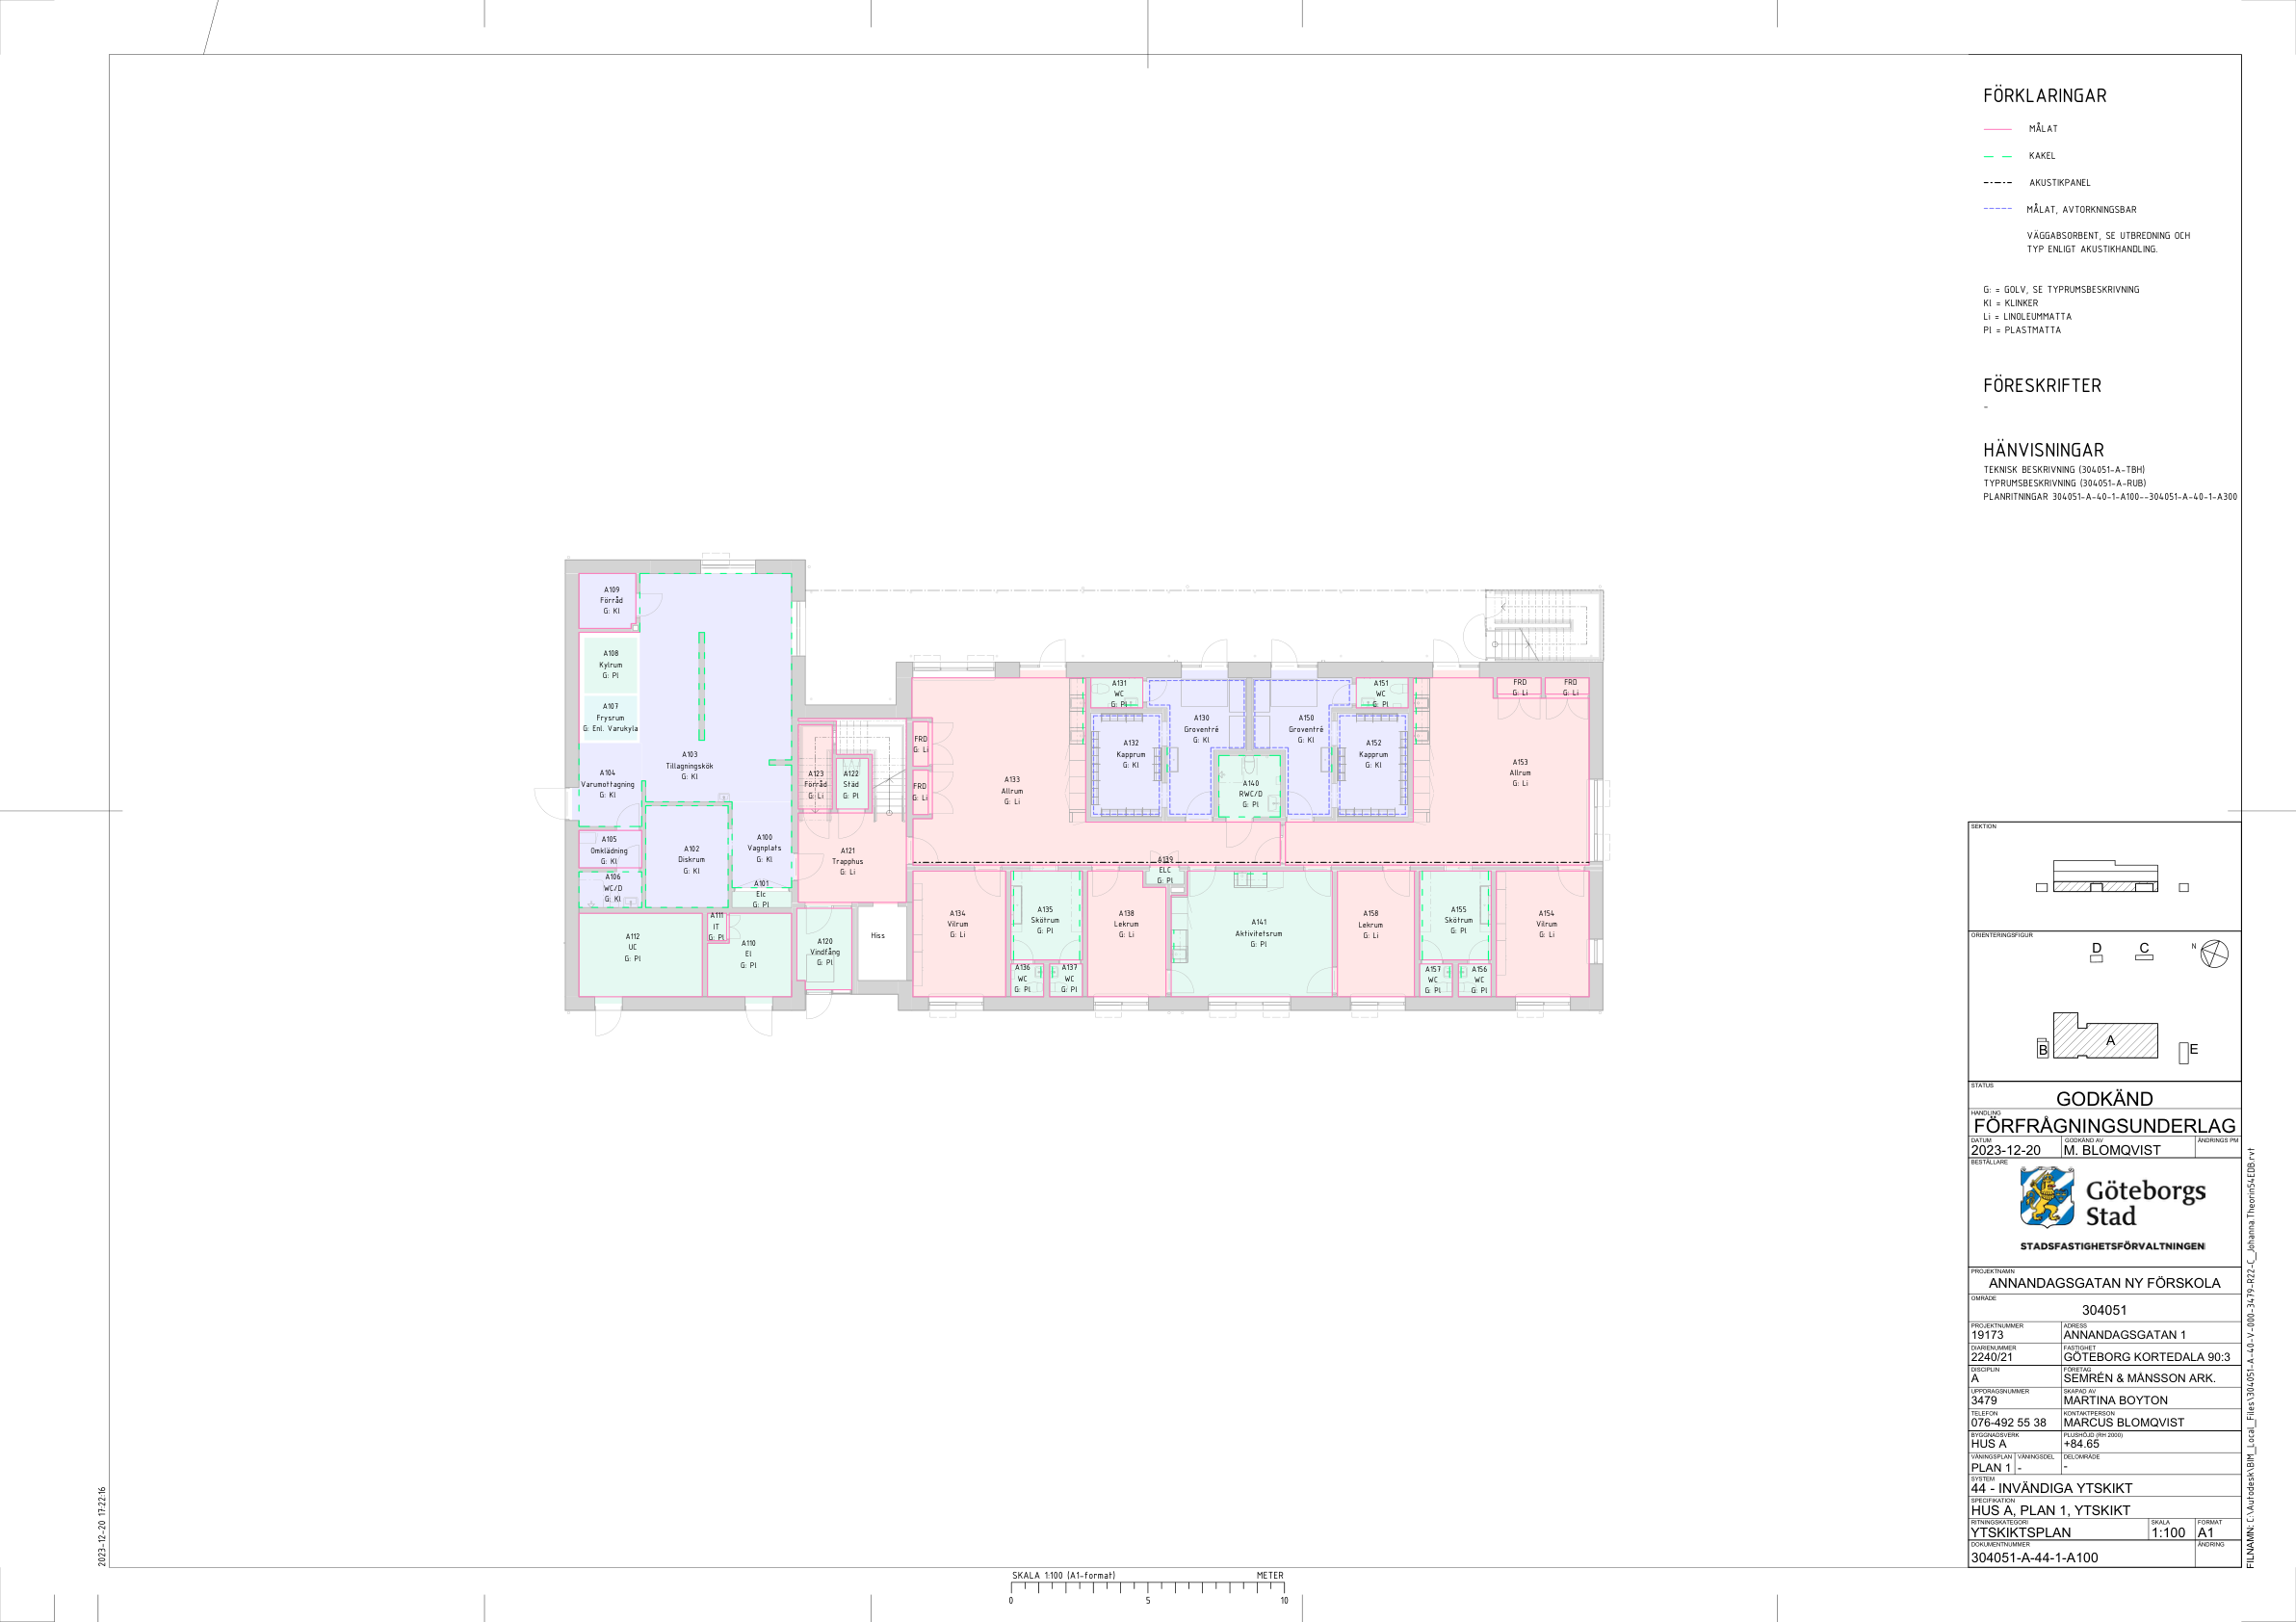 FÖRKLARINGAR
MÅLAT
KAKEL
AKUSTIKPANEL
MÅLAT, AVTORKNINGSBAR
VÄGGABSORBENT, SE UTBREDNING OCH
TYP ENLIGT AKUSTIKHANDLING.
G: = GOLV, SE TYPRUMSBESKRIVNING
Kl = KLINKER
Li = LINOLEUMMATTA
Pl = PLASTMATTA
FÖRESKRIFTER
-
HÄNVISNINGAR
TEKNISK BESKRIVNING (304051-A-TBH)
TYPRUMSBESKRIVNING (304051-A-RUB)
PLANRITNINGAR 304051-A-40-1-A100--304051-A-40-1-A300
A109
Förråd
G: Kl
A108
Kylrum
G: Pl
A107
Frysrum
G: Enl. Varukyla
A103
Tillagningskök
G: Kl
A104
Varumottagning
G: Kl
A105
Omklädning
G: Kl
A106
WC/D
G: Kl
A102
Diskrum
G: Kl
A100
Vagnplats
G: Kl
A101
Elc
G: Pl
A112
UC
G: Pl
A111
IT
G: Pl
A110
El
G: Pl
A123
Förråd
G: Li
A122
Städ
G: Pl
A121
Trapphus
G: Li
A120
Vindfång
G: Pl
Hiss
FRD
G: Li
FRD
G: Li
A133
Allrum
G: Li
A131
WC
G: Pl
A132
Kapprum
G: Kl
A130
Groventré
G: Kl
A150
Groventré
G: Kl
A140
RWC/D
G: Pl
A151
WC
G: Pl
A152
Kapprum
G: Kl
FRD
G: Li
FRD
G: Li
A153
Allrum
G: Li
A139
ELC
G: Pl
A134
Vilrum
G: Li
A135
Skötrum
G: Pl
A136
WC
G: Pl
A137
WC
G: Pl
A138
Lekrum
G: Li
A141
Aktivitetsrum
G: Pl
A158
Lekrum
G: Li
A155
Skötrum
G: Pl
A157
WC
G: Pl
A156
WC
G: Pl
A154
Vilrum
G: Li
SEKTION
ORIENTERINGSFIGUR
D
C
N
B
A
E
STATUS
GODKÄND
HANDLING
FÖRFRÅGNINGSUNDERLAG
DATUM GODKÄND AV ÄNDRINGS PM
2023-12-20 M. BLOMQVIST
BESTÄLLARE
Göteborgs
Stad
STADSFASTIGHETSFÖRVALTNINGEN
PROJEKTNAMN
ANNANDAGSGATAN NY FÖRSKOLA
OMRÅDE
304051
PROJEKTNUMMER ADRESS
19173 ANNANDAGSGATAN 1
DIARIENUMMER FASTIGHET
2240/21 GÖTEBORG KORTEDALA 90:3
DISCIPLIN FÖRETAG
A SEMRÉN & MÅNSSON ARK.
UPPDRAGSNUMMER SKAPAD AV
3479 MARTINA BOYTON
TELEFON KONTAKTPERSON
076-492 55 38 MARCUS BLOMQVIST
BYGGNADSVERK PLUSHÖJD (RH 2000)
HUS A +84.65
VÅNINGSPLAN VÅNINGSDEL DELOMRÅDE
PLAN 1 - -
SYSTEM
44 - INVÄNDIGA YTSKIKT
SPECIFIKATION
HUS A, PLAN 1, YTSKIKT
RITNINGSKATEGORI SKALA FORMAT
YTSKIKTSPLAN 1:100 A1
DOKUMENTNUMMER ÄNDRING
304051-A-44-1-A100
SKALA 1:100 (A1-format) METER
0 5 10
2023-12-20 17:22:16
FILNAMN: C:\Autodesk\BIM_Local_Files\304051-A-40-V-000-3479-R22-C_Johanna.Theorin54EDB.rvt